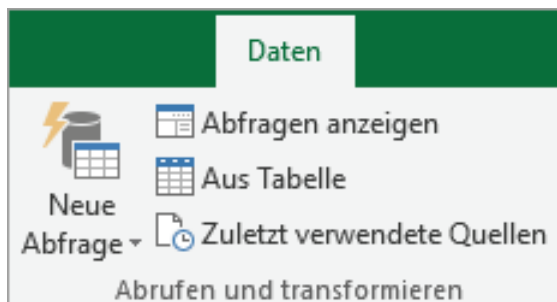 Daten
Neue
Abfrage
Abfragen anzeigen
Aus Tabelle
Zuletzt verwendete Quellen
Abrufen und transformieren